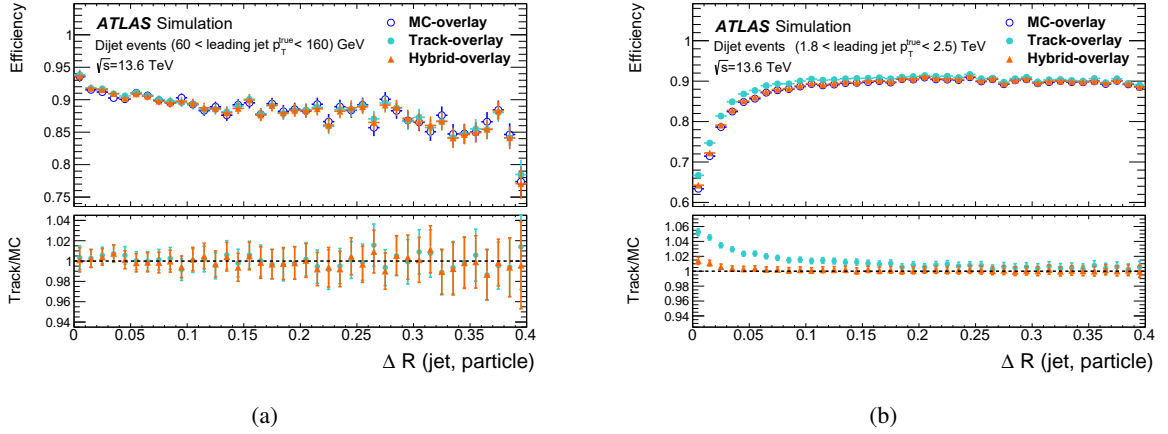 Efficiency
ATLAS Simulation
Dijet events (60 < leading jet p_T^true < 160) GeV
√s=13.6 TeV
MC-overlay
Track-overlay
Hybrid-overlay
1
0.95
0.9
0.85
0.8
0.75
Track/MC
1.04
1.02
1
0.98
0.96
0.94
0 0.05 0.1 0.15 0.2 0.25 0.3 0.35 0.4
Δ R (jet, particle)
(a)
Efficiency
ATLAS Simulation
Dijet events (1.8 < leading jet p_T^true < 2.5) TeV
√s=13.6 TeV
MC-overlay
Track-overlay
Hybrid-overlay
1
0.9
0.8
0.7
0.6
Track/MC
1.06
1.04
1.02
1
0.98
0.96
0.94
0 0.05 0.1 0.15 0.2 0.25 0.3 0.35 0.4
Δ R (jet, particle)
(b)